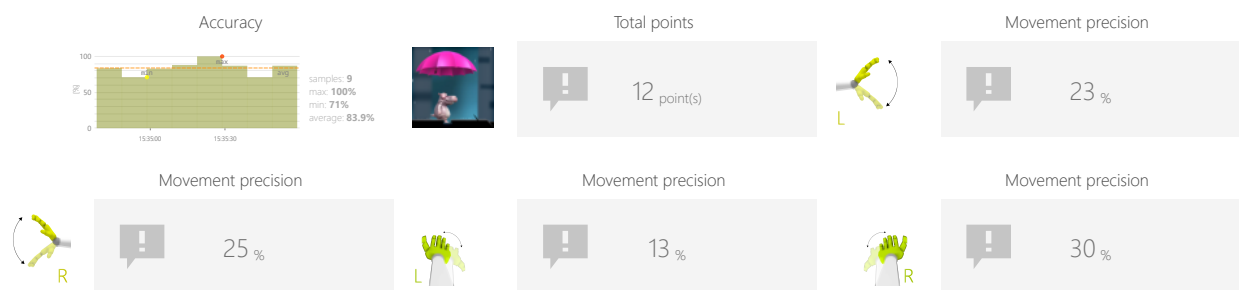 Accuracy
100
50
0
[%]
min
max
avg
15:35:00
15:35:30
samples: 9
max: 100%
min: 71%
average: 83.9%
Total points
12 point(s)
Movement precision
L
23 %
Movement precision
R
25 %
Movement precision
L
13 %
Movement precision
R
30 %